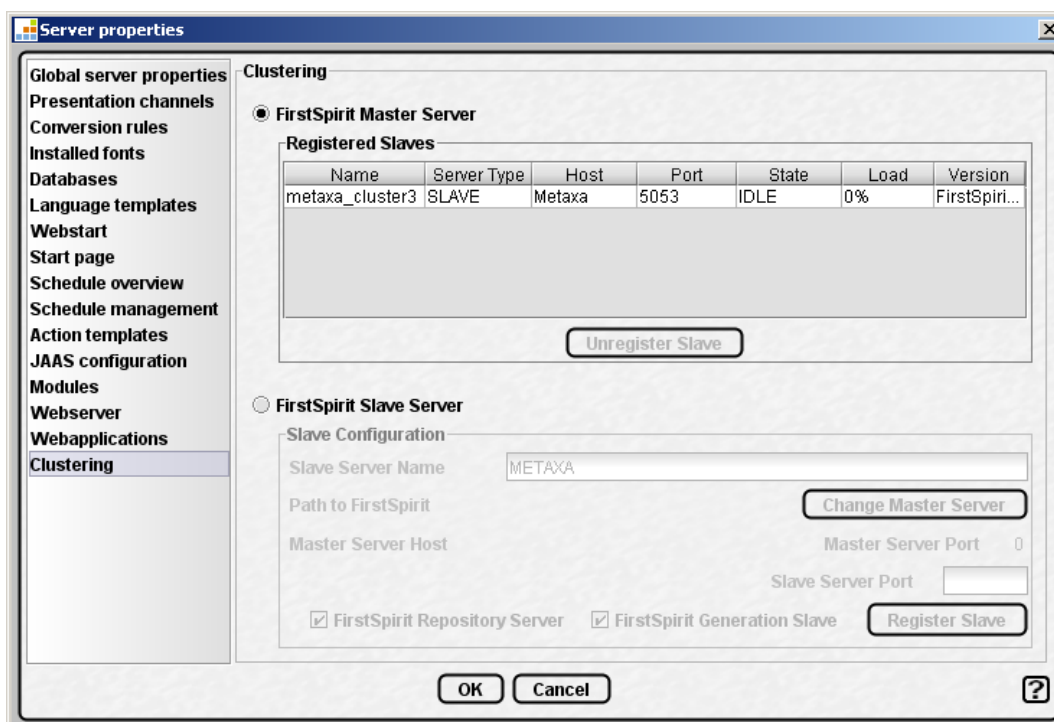 Server properties
Global server properties
Presentation channels
Conversion rules
Installed fonts
Databases
Language templates
Webstart
Start page
Schedule overview
Schedule management
Action templates
JAAS configuration
Modules
Webserver
Webapplications
Clustering
Clustering
FirstSpirit Master Server
Registered Slaves
Name Server Type Host Port State Load Version
metaxa_cluster3 SLAVE Metaxa 5053 IDLE 0% FirstSpiri...
Unregister Slave
FirstSpirit Slave Server
Slave Configuration
Slave Server Name METAXA
Path to FirstSpirit Change Master Server
Master Server Host Master Server Port 0
Slave Server Port
FirstSpirit Repository Server FirstSpirit Generation Slave Register Slave
OK Cancel ?